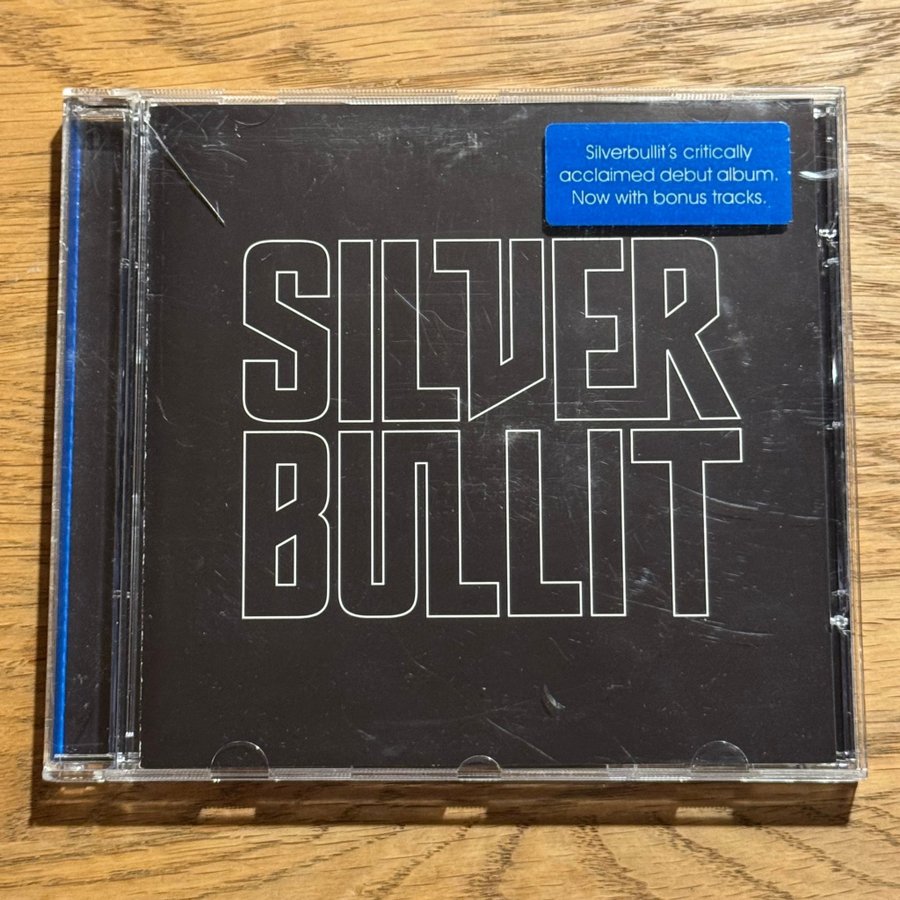 Silverbullit's critically
acclaimed debut album.
Now with bonus tracks.
SILVER
BULLIT